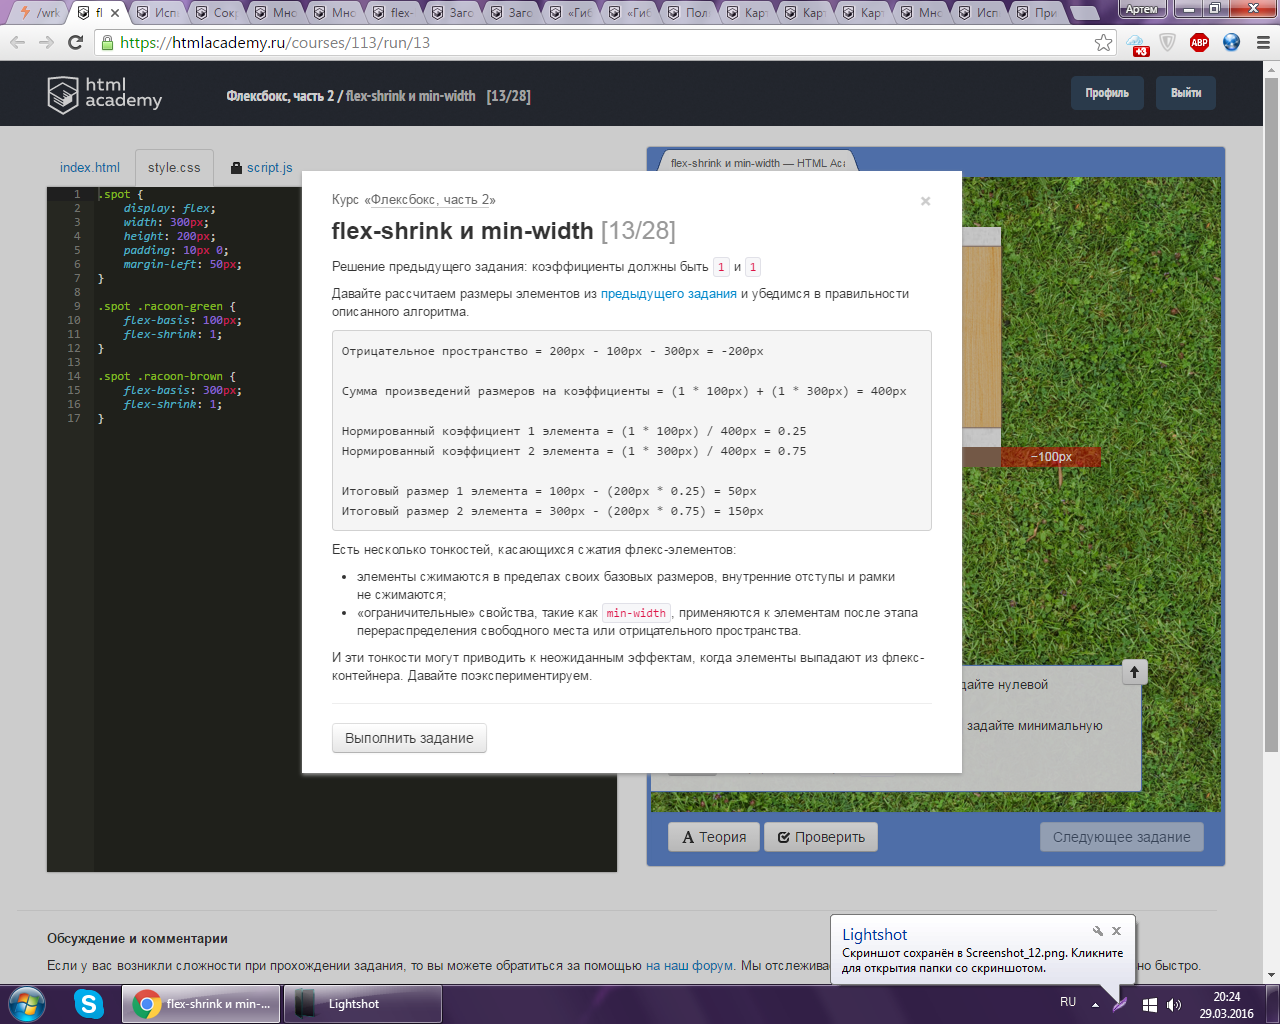 /wrk
fl
Исп
Сокр
Мно
Мно
flex-
Заго
Заго
«Гиб
«Гиб
Пол
Карт
Карт
Карт
Мно
Исп
При
Артем
https://htmlacademy.ru/courses/113/run/13
+3
ABP
html
academy
Флексбокс, часть 2 / flex-shrink и min-width [13/28]
Профиль
Выйти
index.html
style.css
script.js
flex-shrink и min-width — HTML Aca
1 .spot {
2 display: flex;
3 width: 300px;
4 height: 200px;
5 padding: 10px 0;
6 margin-left: 50px;
7 }
8
9 .spot .racoon-green {
10 flex-basis: 100px;
11 flex-shrink: 1;
12 }
13
14 .spot .racoon-brown {
15 flex-basis: 300px;
16 flex-shrink: 1;
17 }
Курс «Флексбокс, часть 2»
×
flex-shrink и min-width [13/28]
Решение предыдущего задания: коэффициенты должны быть 1 и 1
Давайте рассчитаем размеры элементов из предыдущего задания и убедимся в правильности
описанного алгоритма.
Отрицательное пространство = 200px - 100px - 300px = -200px
Сумма произведений размеров на коэффициенты = (1 * 100px) + (1 * 300px) = 400px
Нормированный коэффициент 1 элемента = (1 * 100px) / 400px = 0.25
Нормированный коэффициент 2 элемента = (1 * 300px) / 400px = 0.75
Итоговый размер 1 элемента = 100px - (200px * 0.25) = 50px
Итоговый размер 2 элемента = 300px - (200px * 0.75) = 150px
Есть несколько тонкостей, касающихся сжатия флекс-элементов:
• элементы сжимаются в пределах своих базовых размеров, внутренние отступы и рамки
не сжимаются;
• «ограничительные» свойства, такие как min-width, применяются к элементам после этапа
перераспределения свободного места или отрицательного пространства.
И эти тонкости могут приводить к неожиданным эффектам, когда элементы выпадают из флекс-
контейнера. Давайте поэкспериментируем.
Выполнить задание
−100px
дайте нулевой
задайте минимальную
A Теория
Проверить
Следующее задание
Обсуждение и комментарии
Если у вас возникли сложности при прохождении задания, то вы можете обратиться за помощью на наш форум. Мы отслежива
но быстро.
Lightshot
Скриншот сохранён в Screenshot_12.png. Кликните
для открытия папки со скриншотом.
flex-shrink и min-...
Lightshot
RU
20:24
29.03.2016